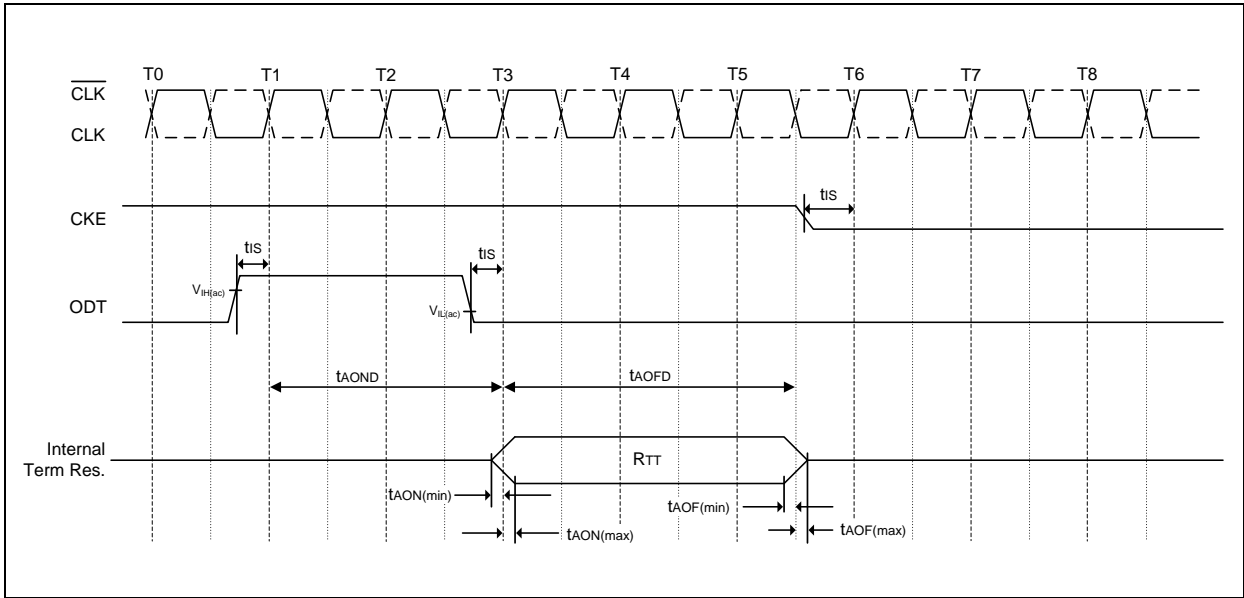 T0 T1 T2 T3 T4 T5 T6 T7 T8
CLK
CLK
CKE
tIS
tIS
tIS
VIH(ac)
ODT
VIL(ac)
tAOND
tAOFD
Internal
Term Res.
RTT
tAON(min)
tAOF(min)
tAON(max)
tAOF(max)